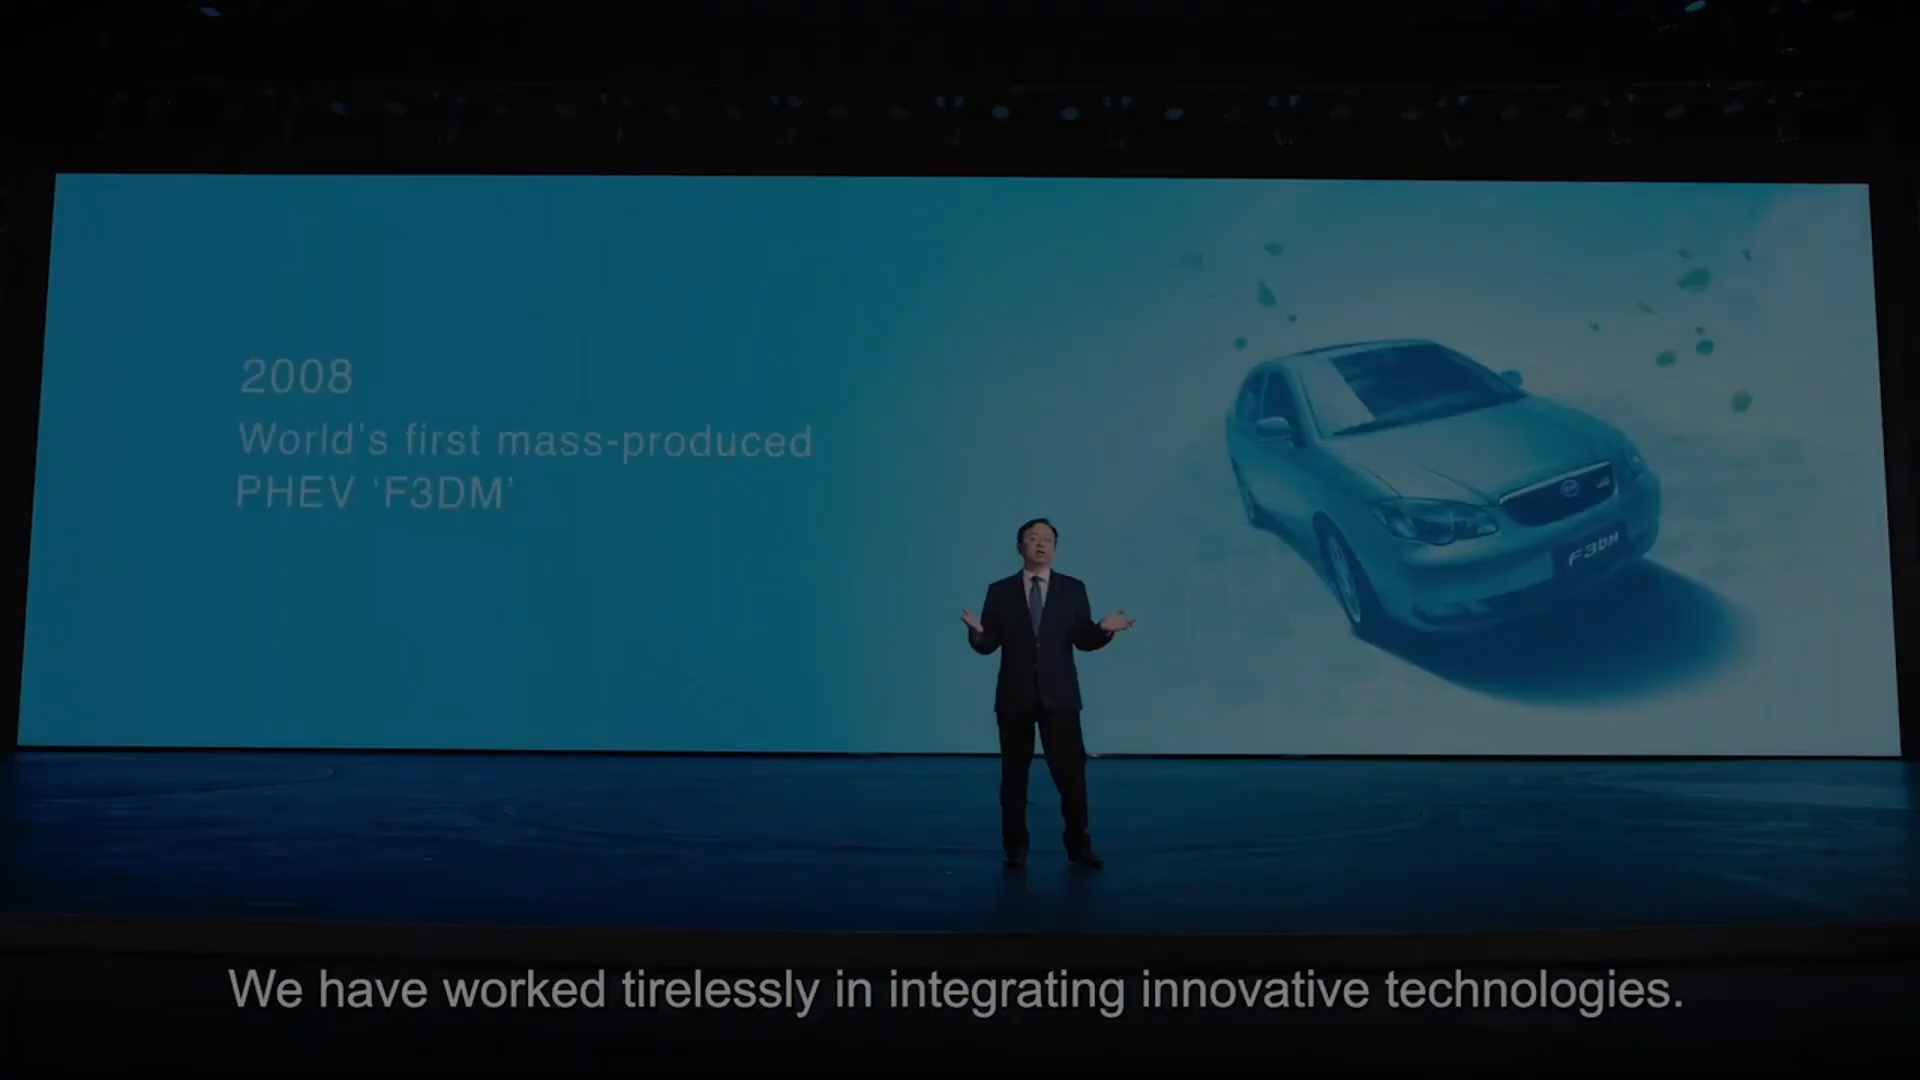 2008
World's first mass-produced
PHEV 'F3DM'
F3DM
We have worked tirelessly in integrating innovative technologies.